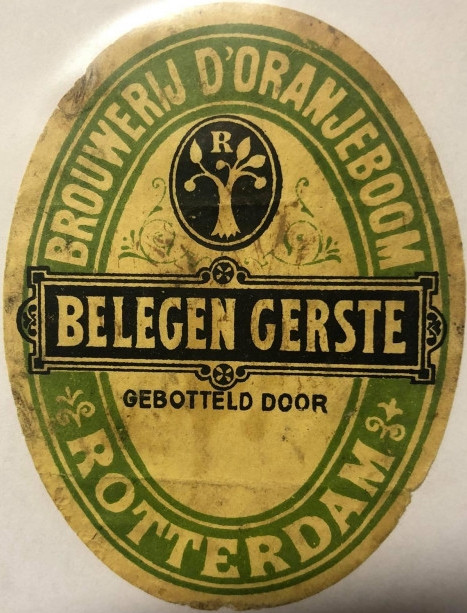 BROUWERIJ D'ORANJEBOOM
R
BELEGEN GERSTE
GEBOTTELD DOOR
ROTTERDAM